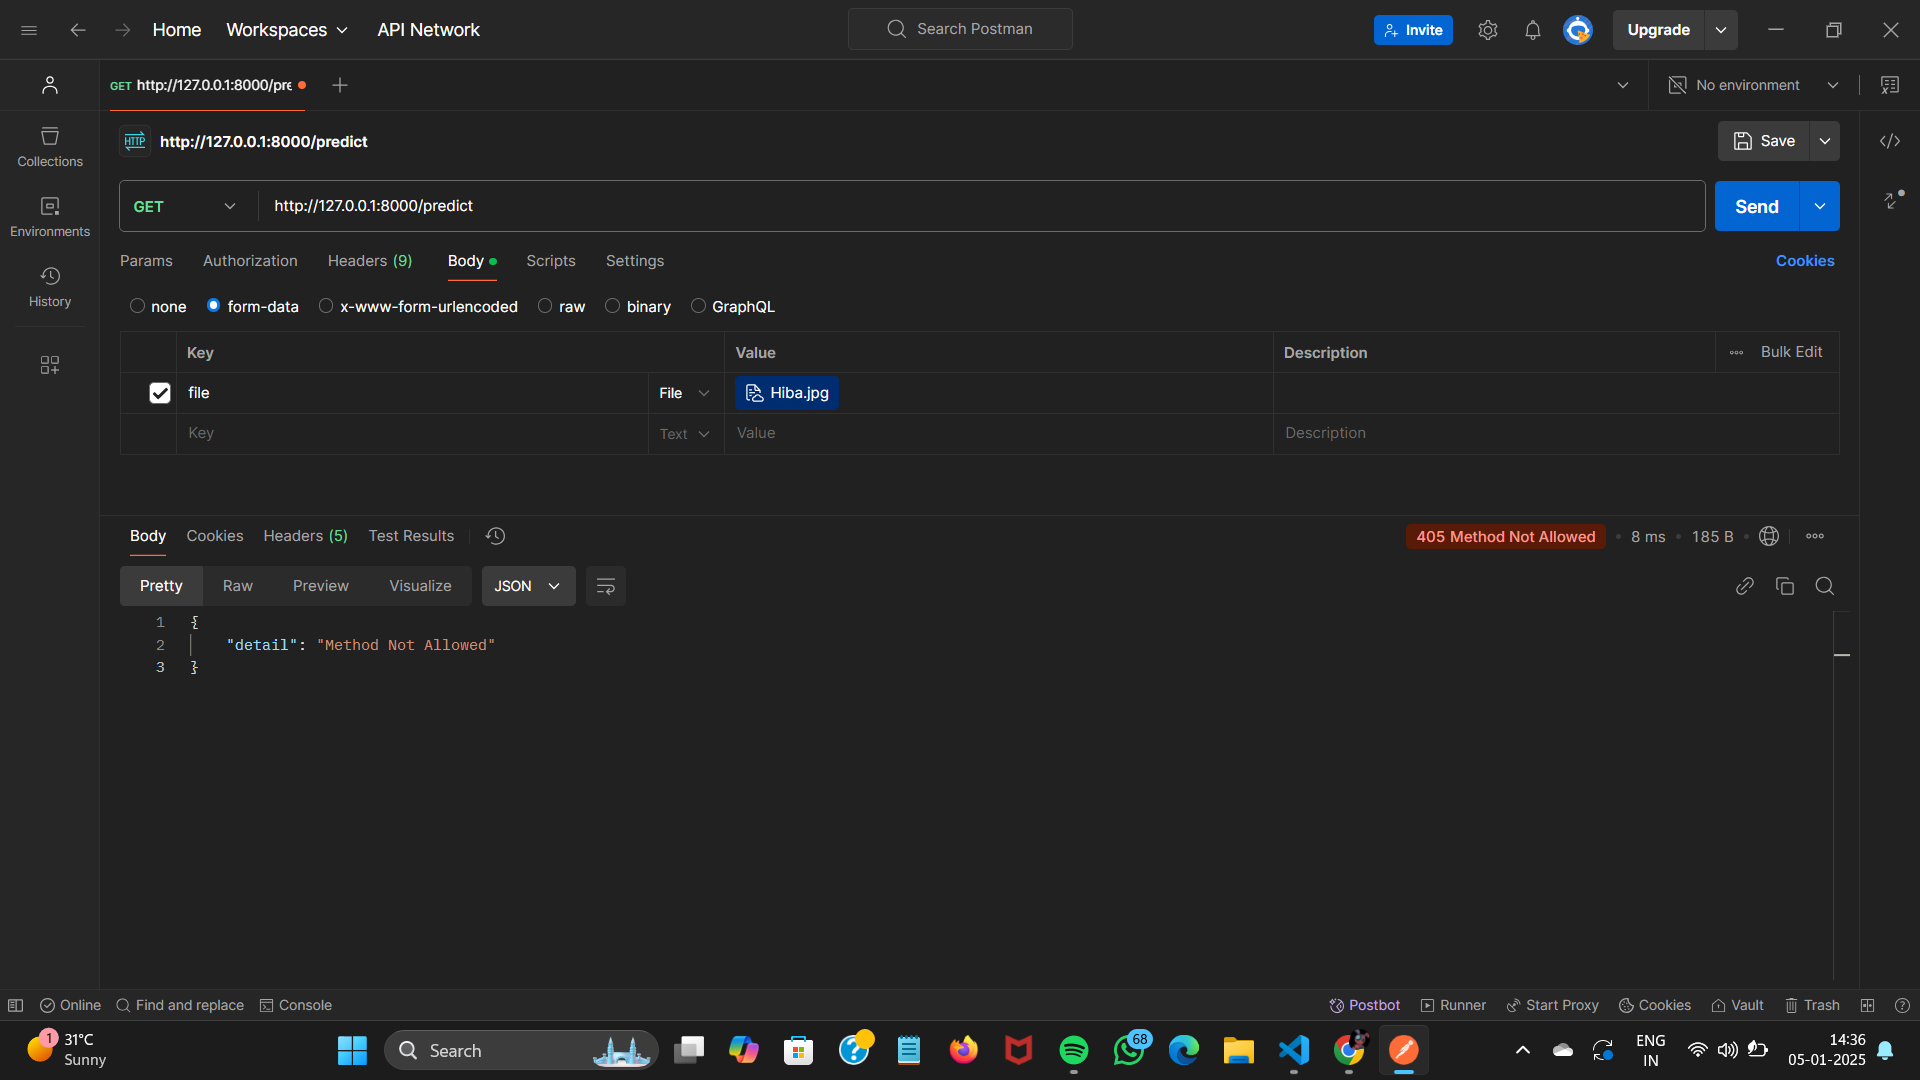 Home Workspaces API Network Search Postman Invite Upgrade
GET http://127.0.0.1:8000/pre No environment
HTTP http://127.0.0.1:8000/predict Save
Collections
GET http://127.0.0.1:8000/predict Send
Environments
Params Authorization Headers (9) Body Scripts Settings Cookies
History
none form-data x-www-form-urlencoded raw binary GraphQL
Key Value Description Bulk Edit
file File Hiba.jpg
Key Text Value Description
Body Cookies Headers (5) Test Results 405 Method Not Allowed 8 ms 185 B
Pretty Raw Preview Visualize JSON
1 {
2 "detail": "Method Not Allowed"
3 }
Online Find and replace Console Postbot Runner Start Proxy Cookies Vault Trash
1 31°C Sunny Search 68 ENG IN 14:36 05-01-2025